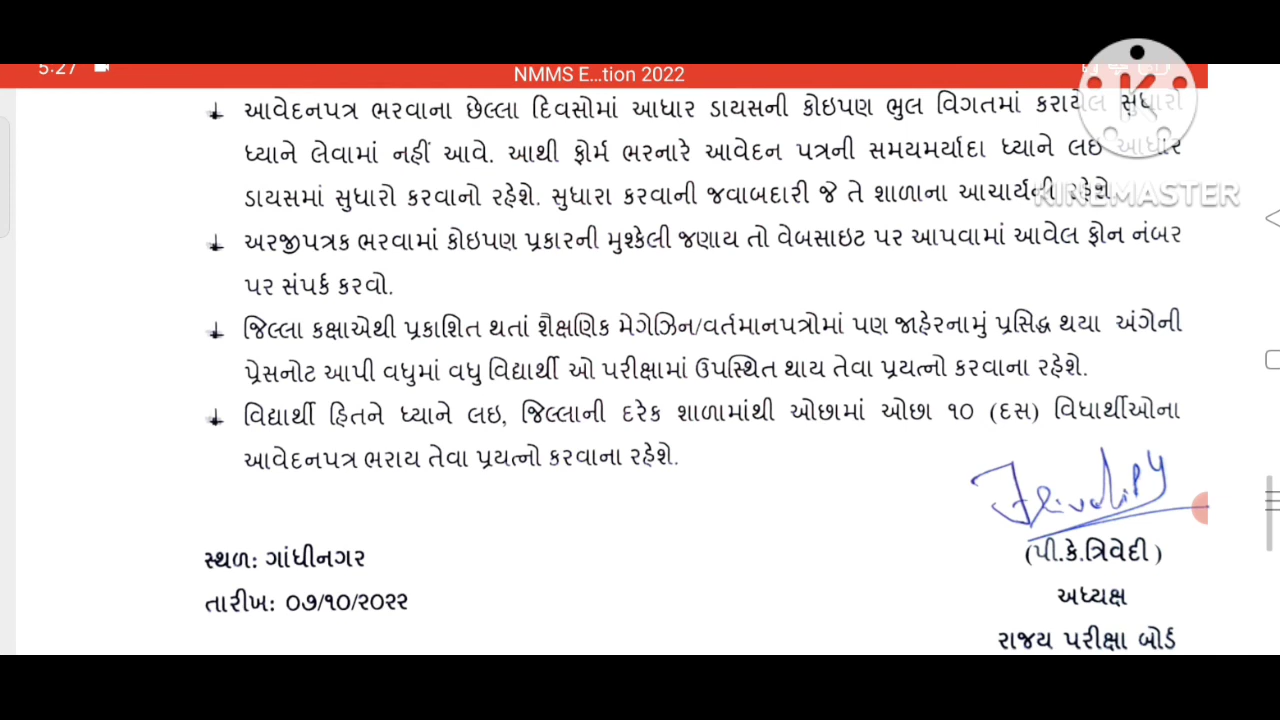 5:27
NMMS E...tion 2022
આવેદનપત્ર ભરવાના છેલ્લા દિવસોમાં આધાર ડાયસની કોઇપણ ભુલ વિગતમાં કરાયેલ સુધારો
ધ્યાને લેવામાં નહીં આવે. આથી ફોર્મ ભરનારે આવેદન પત્રની સમયમર્યાદા ધ્યાને લઇ આધાર
ડાયસમાં સુધારો કરવાનો રહેશે. સુધારા કરવાની જવાબદારી જે તે શાળાના આચાર્યની રહેશે.
KINEMASTER
અરજીપત્રક ભરવામાં કોઇપણ પ્રકારની મુશ્કેલી જણાય તો વેબસાઇટ પર આપવામાં આવેલ ફોન નંબર
પર સંપર્ક કરવો.
જિલ્લા કક્ષાએથી પ્રકાશિત થતાં શૈક્ષણિક મેગેઝિન/વર્તમાનપત્રોમાં પણ જાહેરનામું પ્રસિદ્ધ થયા અંગેની
પ્રેસનોટ આપી વધુમાં વધુ વિદ્યાર્થી ઓ પરીક્ષામાં ઉપસ્થિત થાય તેવા પ્રયત્નો કરવાના રહેશે.
વિદ્યાર્થી હિતને ધ્યાને લઇ, જિલ્લાની દરેક શાળામાંથી ઓછામાં ઓછા ૧૦ (દસ) વિધાર્થીઓના
આવેદનપત્ર ભરાય તેવા પ્રયત્નો કરવાના રહેશે.
સ્થળ: ગાંધીનગર
(પી.કે.ત્રિવેદી)
તારીખ: ૦૭/૧૦/૨૦૨૨
અધ્યક્ષ
રાજય પરીક્ષા બોર્ડ